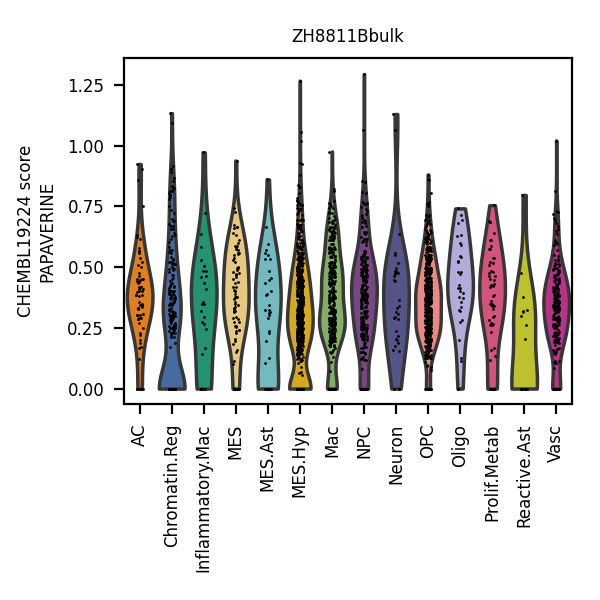 ZH8811Bbulk
CHEMBL19224 score
PAPAVERINE
1.25
1.00
0.75
0.50
0.25
0.00
AC
Chromatin.Reg
Inflammatory.Mac
MES
MES.Ast
MES.Hyp
Mac
NPC
Neuron
OPC
Oligo
Prolif.Metab
Reactive.Ast
Vasc